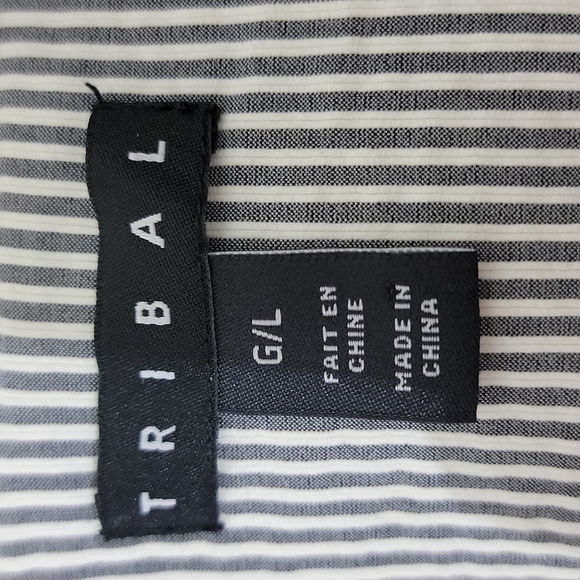 TRIBAL
G/L
FAIT EN
CHINE
MADE IN
CHINA